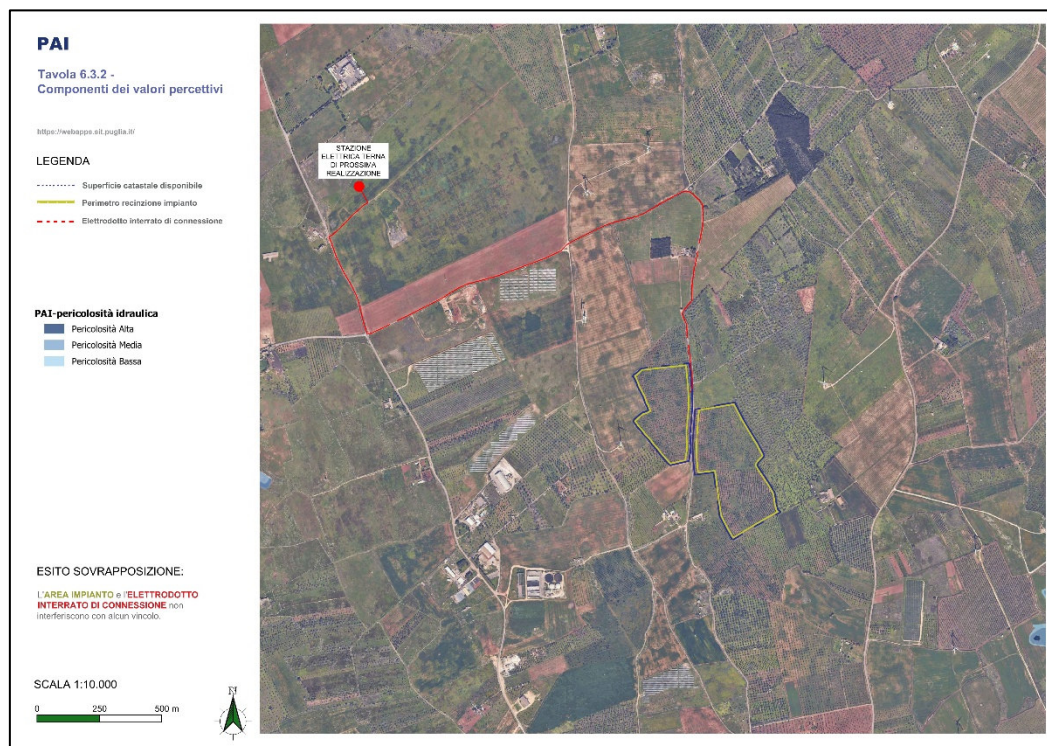 PAI
Tavola 6.3.2 -
Componenti dei valori percettivi
https://webapps.sit.puglia.it/
LEGENDA
Superficie catastale disponibile
Perimetro recinzione impianto
Elettrodotto interrato di connessione
PAI-pericolosità idraulica
Pericolosità Alta
Pericolosità Media
Pericolosità Bassa
ESITO SOVRAPPOSIZIONE:
L'AREA IMPIANTO e l'ELETTRODOTTO
INTERRATO DI CONNESSIONE non
interferiscono con alcun vincolo.
SCALA 1:10.000
0 250 500 m
N
STAZIONE
ELETTRICA TERNA
DI PROSSIMA
REALIZZAZIONE